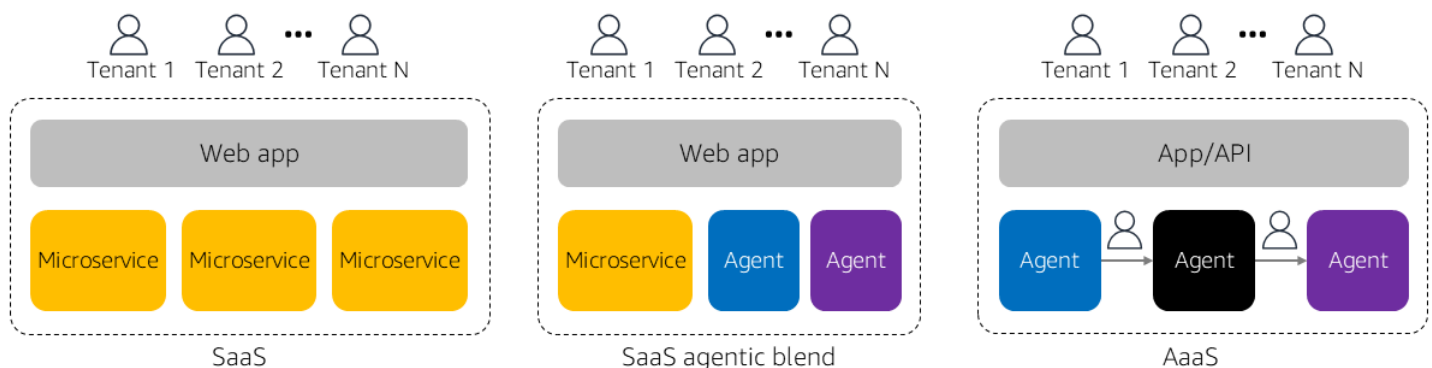 Tenant 1 Tenant 2 Tenant N
Web app
Microservice Microservice Microservice
SaaS
Tenant 1 Tenant 2 Tenant N
Web app
Microservice Agent Agent
SaaS agentic blend
Tenant 1 Tenant 2 Tenant N
App/API
Agent Agent Agent
AaaS